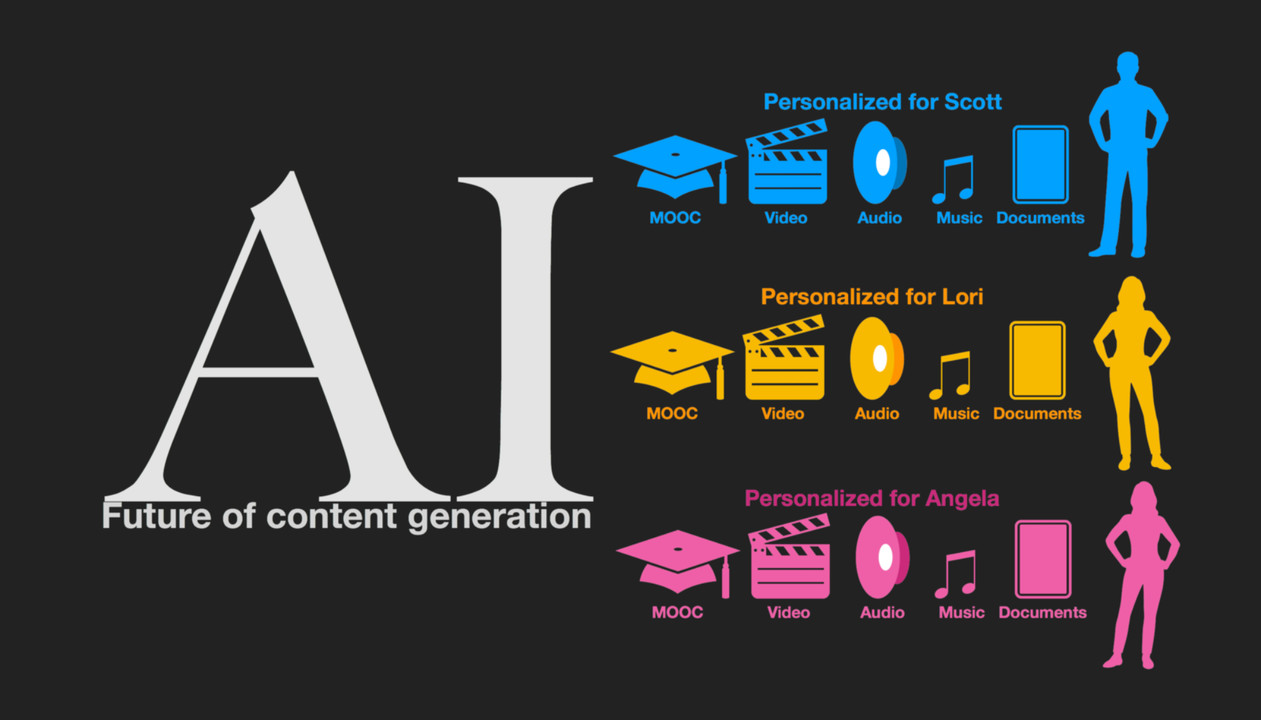 AI
Future of content generation
Personalized for Scott
MOOC Video Audio Music Documents
Personalized for Lori
MOOC Video Audio Music Documents
Personalized for Angela
MOOC Video Audio Music Documents